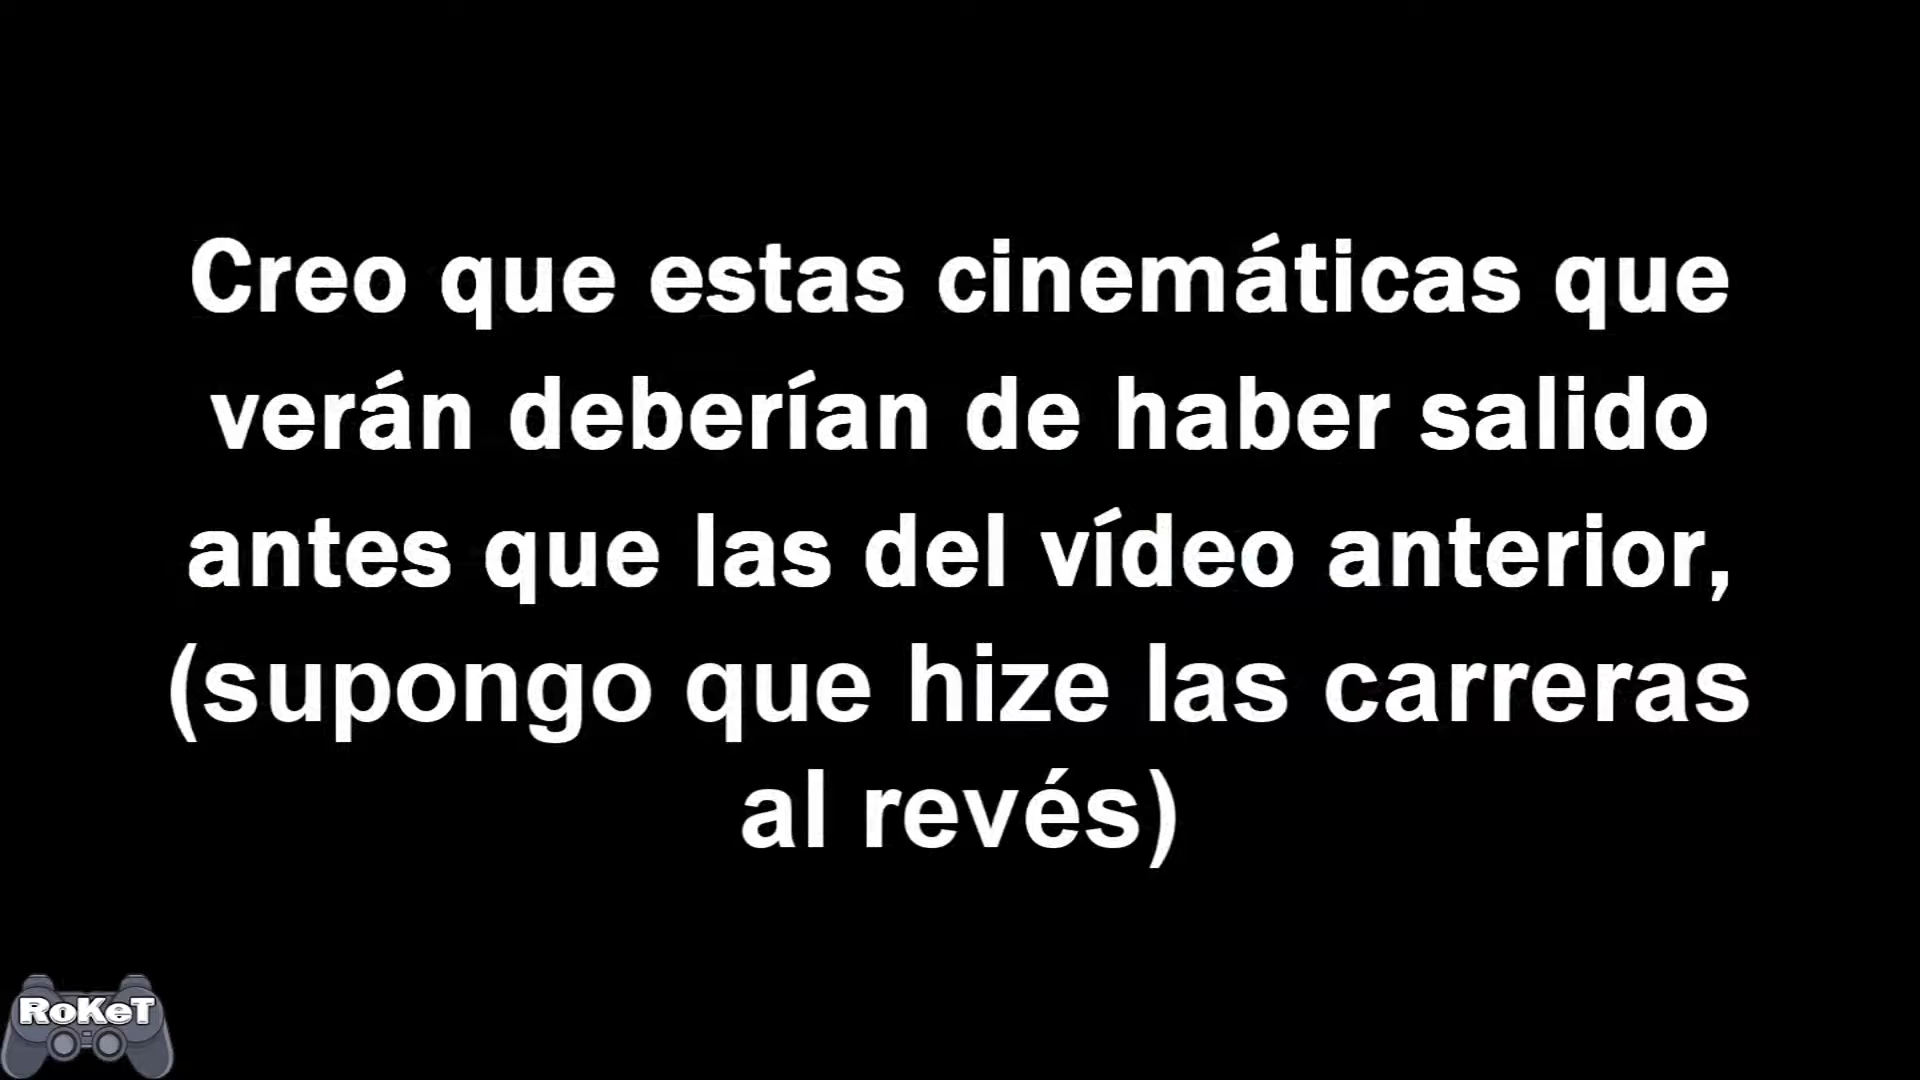 Creo que estas cinemáticas que
verán deberían de haber salido
antes que las del vídeo anterior,
(supongo que hize las carreras
al revés)
RoKeT